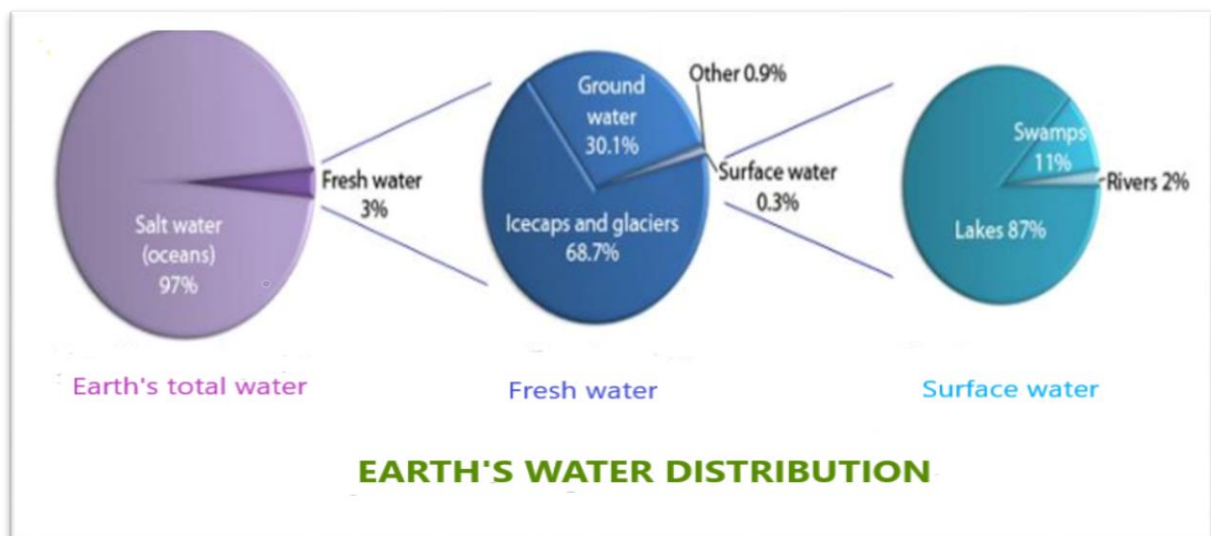 Salt water
(oceans)
97%
Fresh water
3%
Ground
water
30.1%
Other 0.9%
Surface water
0.3%
Icecaps and glaciers
68.7%
Swamps
11%
Rivers 2%
Lakes 87%
Earth's total water
Fresh water
Surface water
EARTH'S WATER DISTRIBUTION